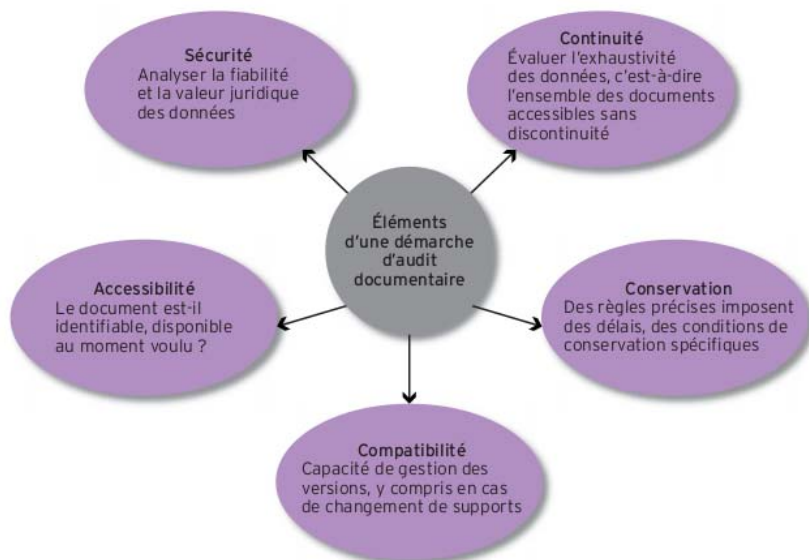 Sécurité
Analyser la fiabilité
et la valeur juridique
des données
Continuité
Évaluer l'exhaustivité
des données, c'est-à-dire
l'ensemble des documents
accessibles sans
discontinuité
Éléments
d'une démarche
d'audit
documentaire
Accessibilité
Le document est-il
identifiable, disponible
au moment voulu ?
Conservation
Des règles précises imposent
des délais, des conditions de
conservation spécifiques
Compatibilité
Capacité de gestion des
versions, y compris en cas
de changement de supports